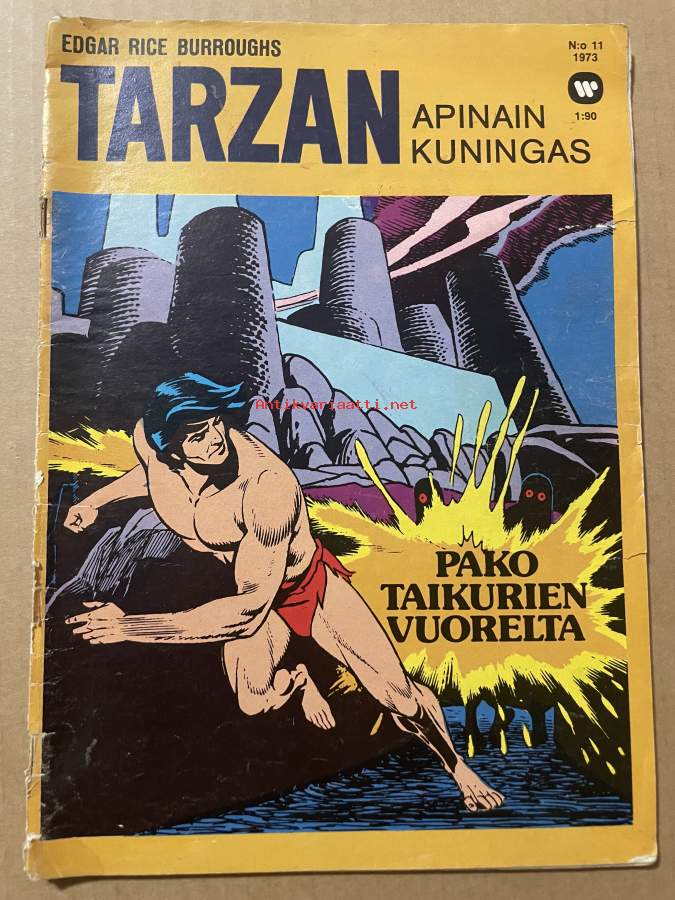 EDGAR RICE BURROUGHS
TARZAN
APINAIN
KUNINGAS
N:o 11
1973
W
1:90
Antikvariaatti.net
PAKO
TAIKURIEN
VUORELTA